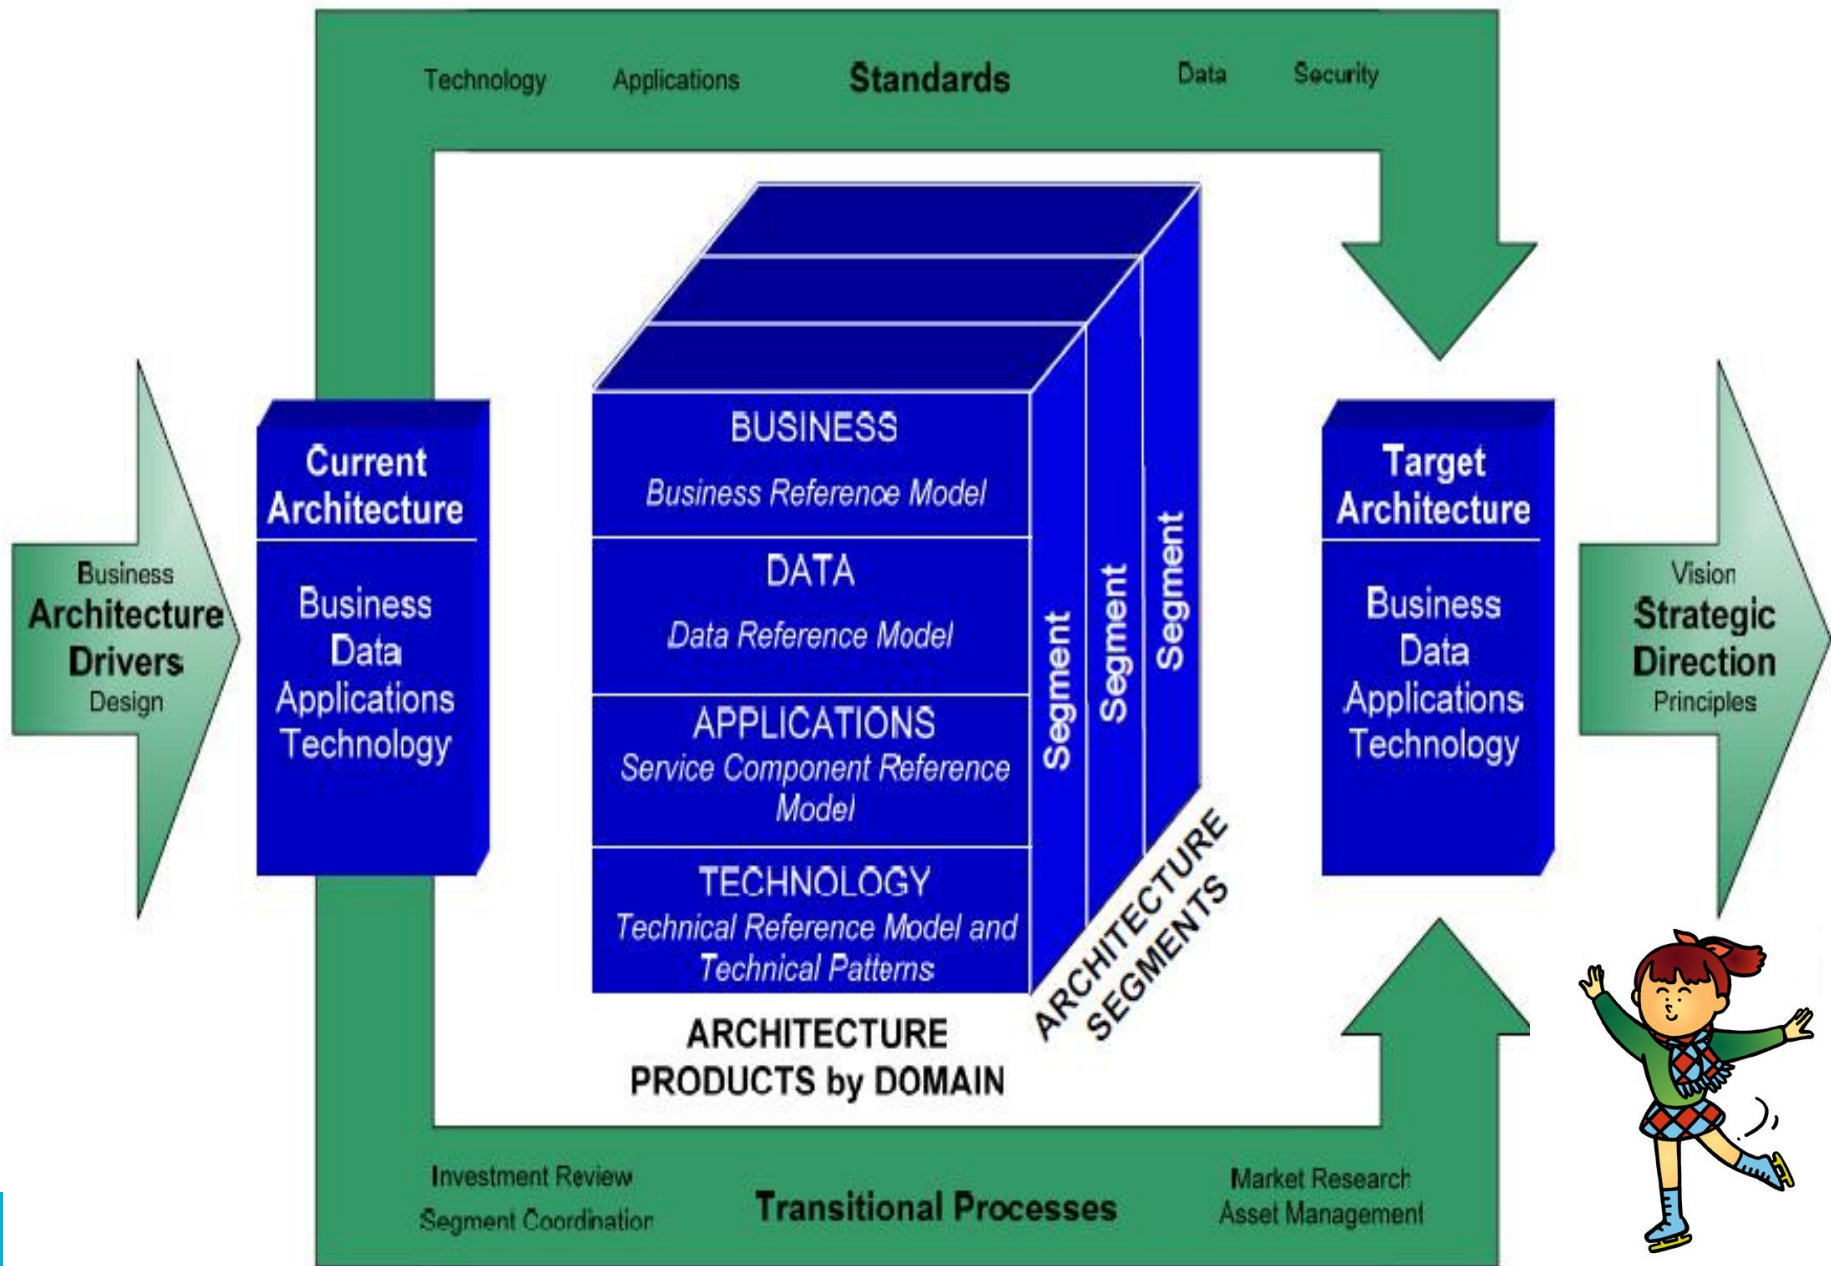 Technology Applications Standards Data Security
Business
Architecture
Drivers
Design
Current
Architecture
Business
Data
Applications
Technology
BUSINESS
Business Reference Model
DATA
Data Reference Model
APPLICATIONS
Service Component Reference
Model
TECHNOLOGY
Technical Reference Model and
Technical Patterns
Segment
Segment
Segment
ARCHITECTURE
SEGMENTS
ARCHITECTURE
PRODUCTS by DOMAIN
Target
Architecture
Business
Data
Applications
Technology
Vision
Strategic
Direction
Principles
Investment Review
Segment Coordination
Transitional Processes
Market Research
Asset Management